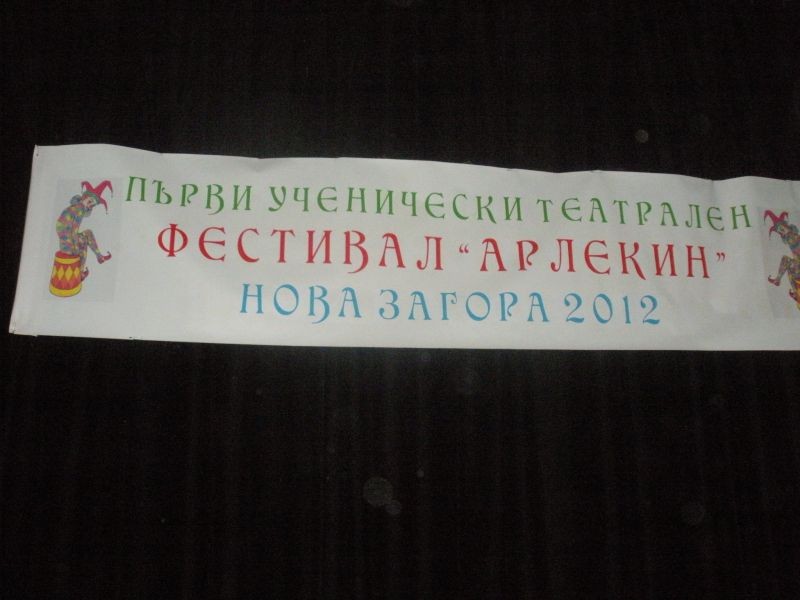 ПЪРВИ УЧЕНИЧЕСКИ ТЕАТРАЛЕН
ФЕСТИВАЛ “АРЛЕКИН”
НОВА ЗАГОРА 2012